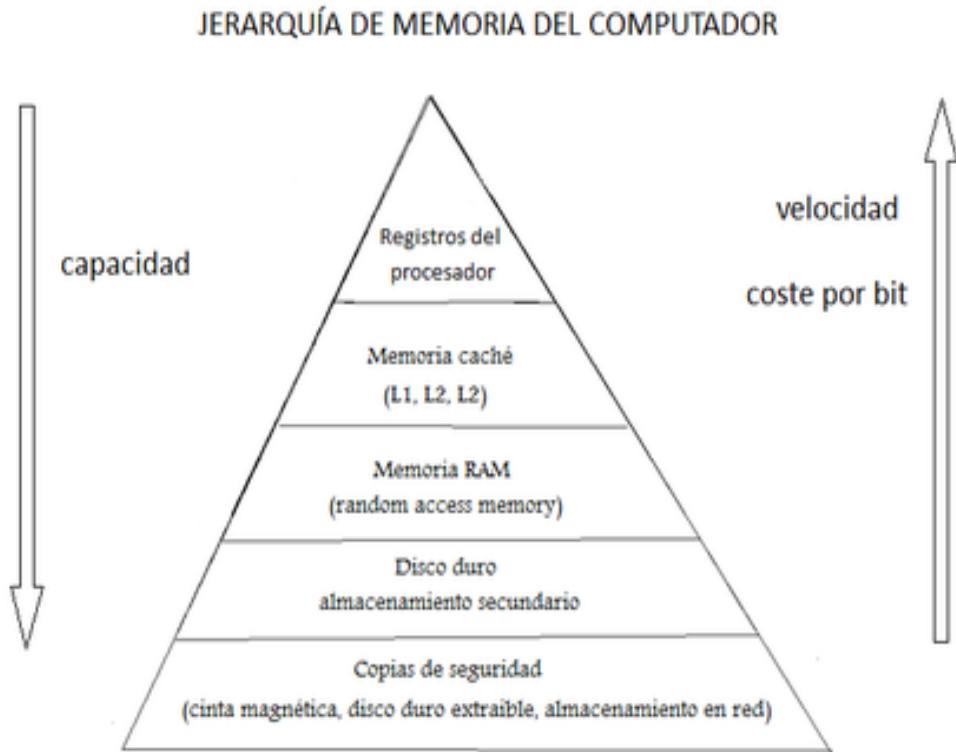 JERARQUÍA DE MEMORIA DEL COMPUTADOR
capacidad
velocidad
coste por bit
Registros del
procesador
Memoria caché
(L1, L2, L2)
Memoria RAM
(random access memory)
Disco duro
almacenamiento secundario
Copias de seguridad
(cinta magnética, disco duro extraible, almacenamiento en red)